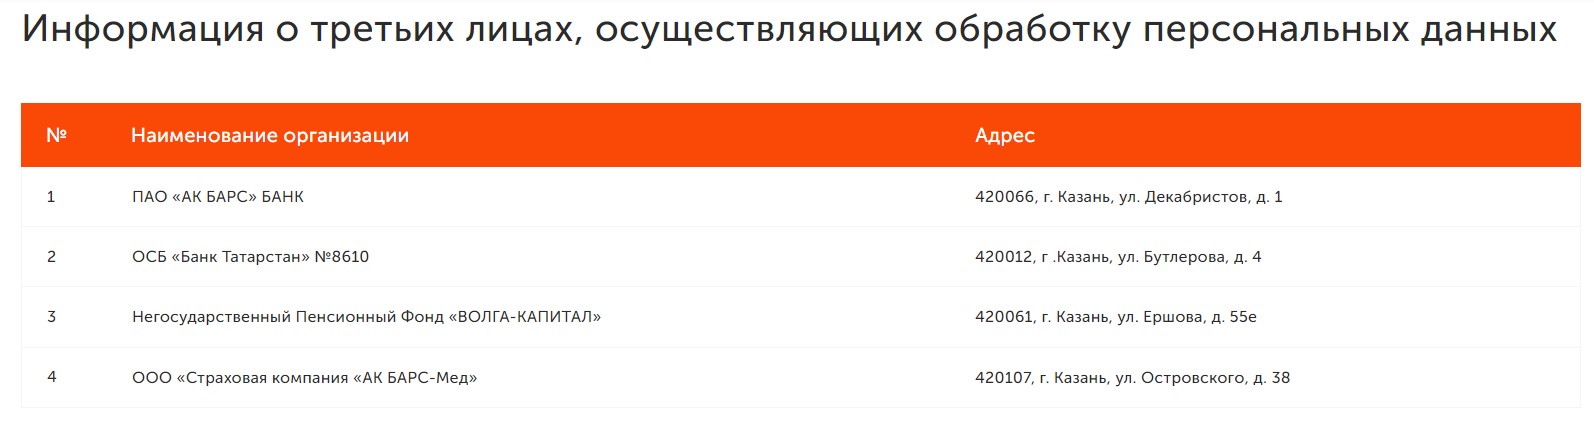 Информация о третьих лицах, осуществляющих обработку персональных данных
№ Наименование организации Адрес
1 ПАО «АК БАРС» БАНК 420066, г. Казань, ул. Декабристов, д. 1
2 ОСБ «Банк Татарстан» №8610 420012, г .Казань, ул. Бутлерова, д. 4
3 Негосударственный Пенсионный Фонд «ВОЛГА-КАПИТАЛ» 420061, г. Казань, ул. Ершова, д. 55е
4 ООО «Страховая компания «АК БАРС-Мед» 420107, г. Казань, ул. Островского, д. 38